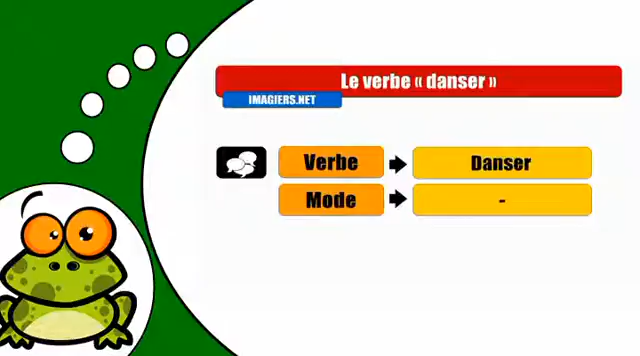 Le verbe « danser »
IMAGIERS.NET
Verbe Danser
Mode -